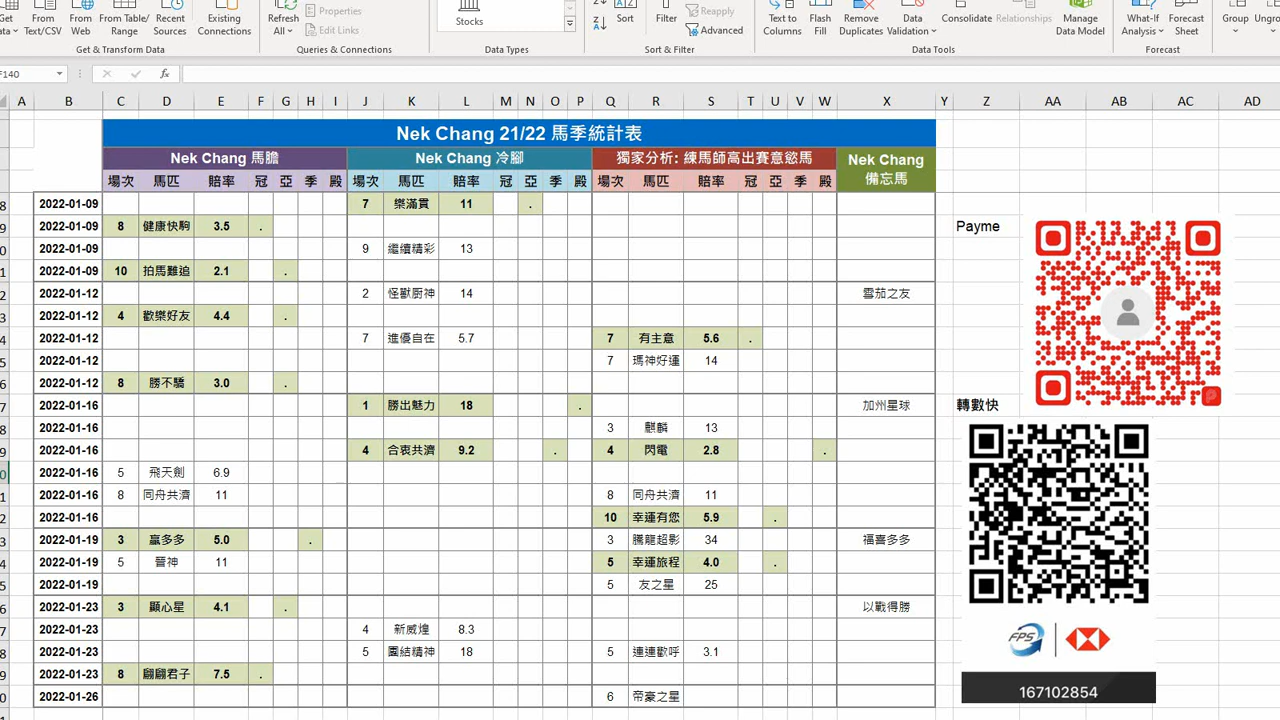 From Text/CSV
From Web
From Table/ Range
Recent Sources
Existing Connections
Refresh All
Properties
Edit Links
Stocks
Sort
Filter
Reapply
Advanced
Text to Columns
Flash Fill
Remove Duplicates
Data Validation
Consolidate
Relationships
Manage Data Model
What-If Analysis
Forecast Sheet
Group
Get & Transform Data
Queries & Connections
Data Types
Sort & Filter
Data Tools
Forecast
F140
fx
A B C D E F G H I J K L M N O P Q R S T U V W X Y Z AA AB AC AD
Nek Chang 21/22 馬季統計表
Nek Chang 馬膽 Nek Chang 冷腳 獨家分析: 練馬師高出賽意慾馬 Nek Chang 備忘馬
場次 馬匹 賠率 冠 亞 季 殿 場次 馬匹 賠率 冠 亞 季 殿 場次 馬匹 賠率 冠 亞 季 殿
2022-01-09 7 樂滿貫 11 .
2022-01-09 8 健康快駒 3.5 . Payme
2022-01-09 9 繼續精彩 13
2022-01-09 10 拍馬難追 2.1 .
2022-01-12 2 怪獸厨神 14 雪茄之友
2022-01-12 4 歡樂好友 4.4 .
2022-01-12 7 進優自在 5.7 7 有主意 5.6 .
2022-01-12 7 瑪神好運 14
2022-01-12 8 勝不驕 3.0 .
2022-01-16 1 勝出魅力 18 . 加州星球 轉數快
2022-01-16 3 麒麟 13
2022-01-16 4 合衷共濟 9.2 . 4 閃電 2.8 .
2022-01-16 5 飛天劍 6.9
2022-01-16 8 同舟共濟 11 8 同舟共濟 11
2022-01-16 10 幸運有您 5.9 .
2022-01-19 3 贏多多 5.0 . 3 騰龍超影 34 福喜多多
2022-01-19 5 晉神 11 5 幸運旅程 4.0 .
2022-01-19 5 友之星 25
2022-01-23 3 顯心星 4.1 . 以戰得勝
2022-01-23 4 新威煌 8.3
2022-01-23 5 團結精神 18 5 連連歡呼 3.1
2022-01-23 8 翩翩君子 7.5 .
2022-01-26 6 帝豪之星
FPS
167102854